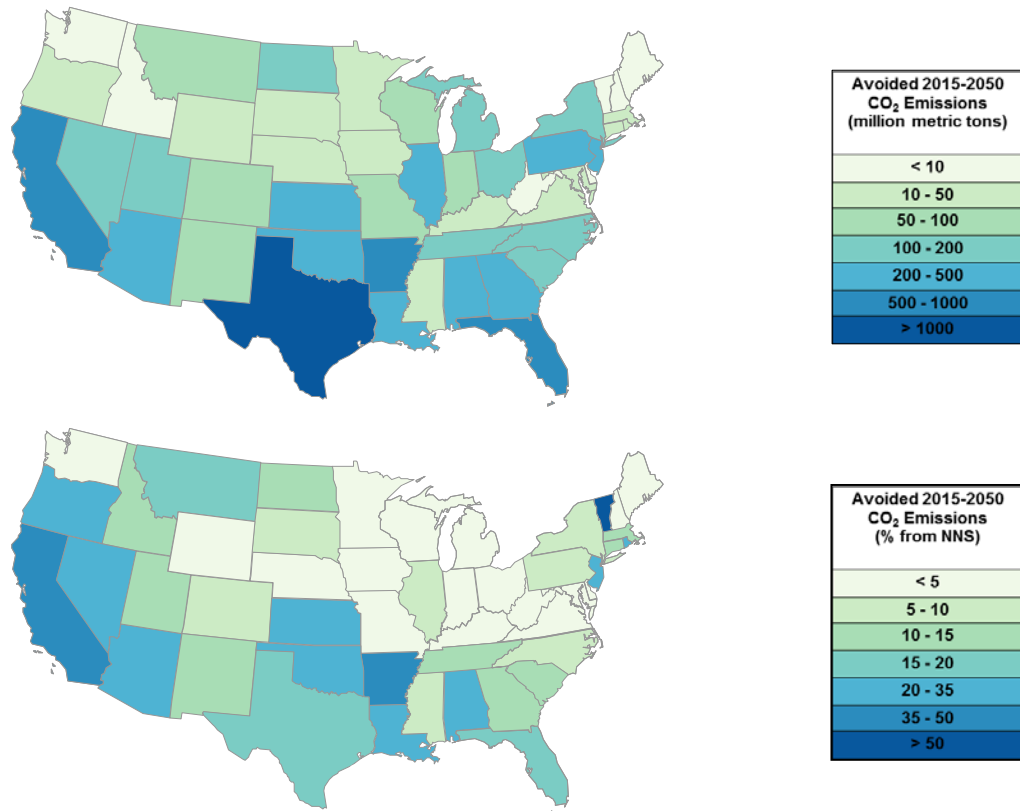 Avoided 2015-2050
CO₂ Emissions
(million metric tons)
< 10
10 - 50
50 - 100
100 - 200
200 - 500
500 - 1000
> 1000
Avoided 2015-2050
CO₂ Emissions
(% from NNS)
< 5
5 - 10
10 - 15
15 - 20
20 - 35
35 - 50
> 50